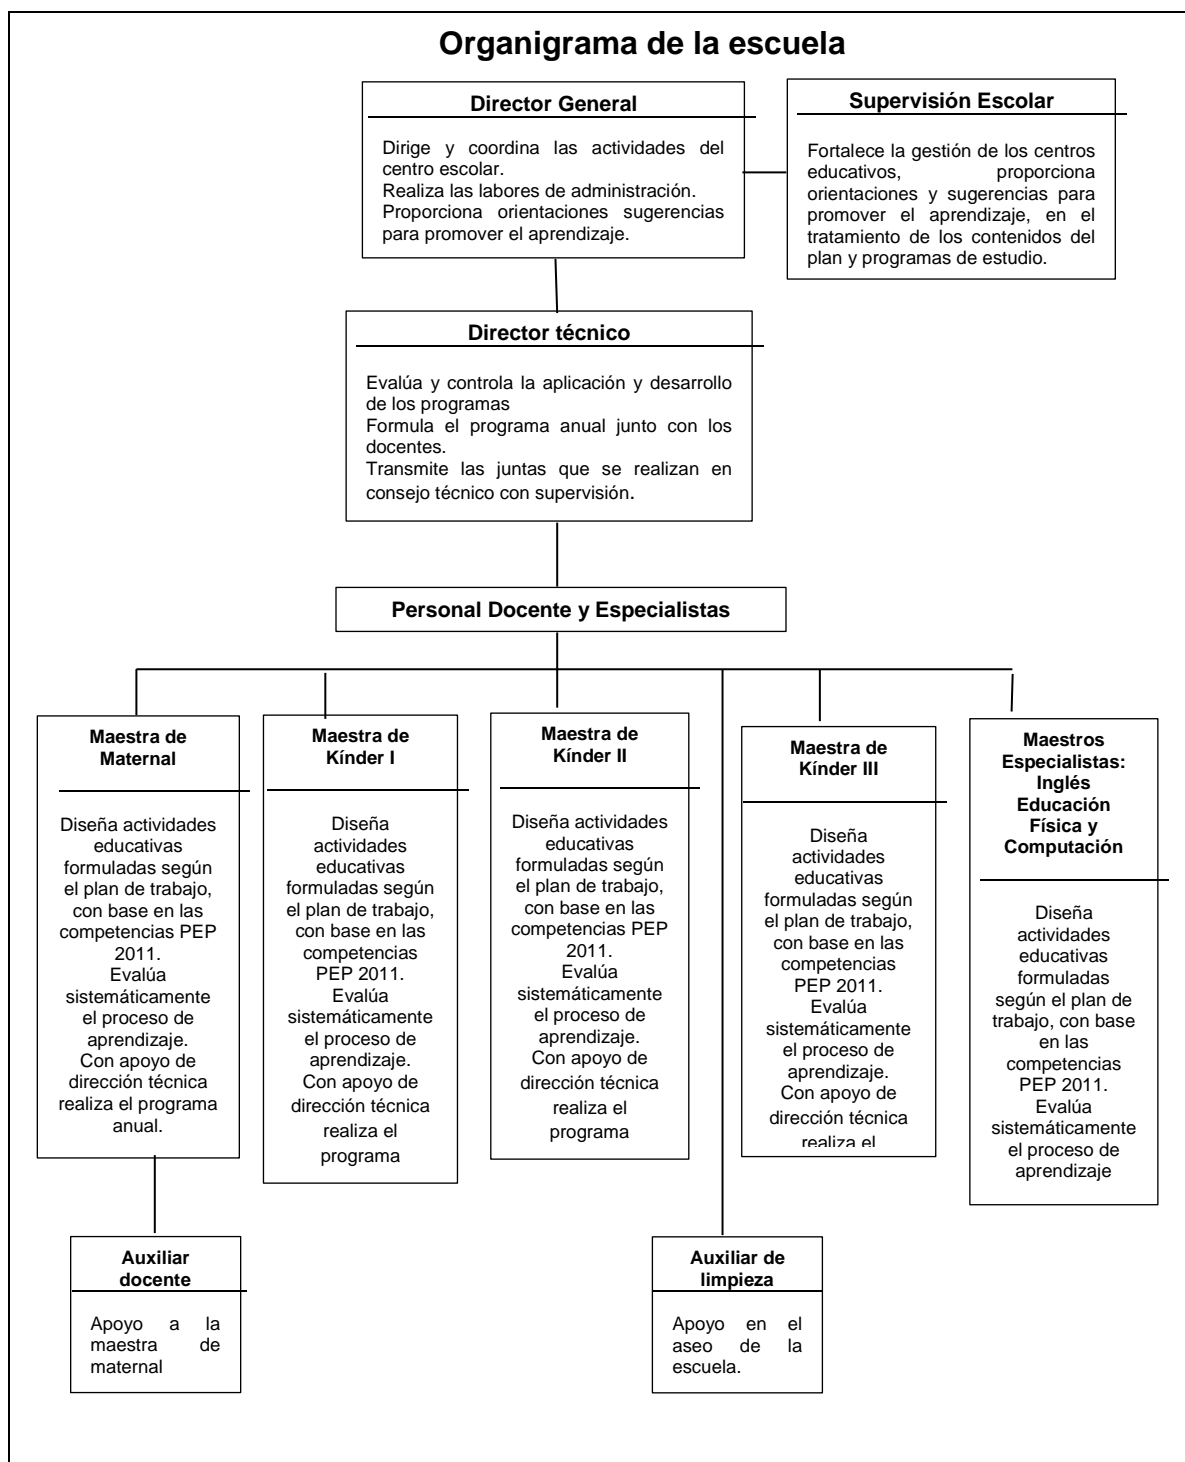 Organigrama de la escuela
Director General
Dirige y coordina las actividades del
centro escolar.
Realiza las labores de administración.
Proporciona orientaciones sugerencias
para promover el aprendizaje.
Supervisión Escolar
Fortalece la gestión de los centros
educativos, proporciona
orientaciones y sugerencias para
promover el aprendizaje, en el
tratamiento de los contenidos del
plan y programas de estudio.
Director técnico
Evalúa y controla la aplicación y desarrollo
de los programas
Formula el programa anual junto con los
docentes.
Transmite las juntas que se realizan en
consejo técnico con supervisión.
Personal Docente y Especialistas
Maestra de
Maternal
Diseña actividades
educativas
formuladas según
el plan de trabajo,
con base en las
competencias PEP
2011.
Evalúa
sistemáticamente
el proceso de
aprendizaje.
Con apoyo de
dirección técnica
realiza el programa
anual.
Maestra de
Kínder I
Diseña
actividades
educativas
formuladas según
el plan de trabajo,
con base en las
competencias
PEP 2011.
Evalúa
sistemáticamente
el proceso de
aprendizaje.
Con apoyo de
dirección técnica
realiza el
programa
Maestra de
Kínder II
Diseña actividades
educativas
formuladas según
el plan de trabajo,
con base en las
competencias PEP
2011.
Evalúa
sistemáticamente
el proceso de
aprendizaje.
Con apoyo de
dirección técnica
realiza el
programa
Maestra de
Kínder III
Diseña
actividades
educativas
formuladas según
el plan de trabajo,
con base en las
competencias
PEP 2011.
Evalúa
sistemáticamente
el proceso de
aprendizaje.
Con apoyo de
dirección técnica
realiza el
Maestros
Especialistas:
Inglés
Educación
Física y
Computación
Diseña
actividades
educativas
formuladas
según el plan de
trabajo, con base
en las
competencias
PEP 2011.
Evalúa
sistemáticamente
el proceso de
aprendizaje
Auxiliar
docente
Apoyo a la
maestra de
maternal
Auxiliar de
limpieza
Apoyo en el
aseo de la
escuela.